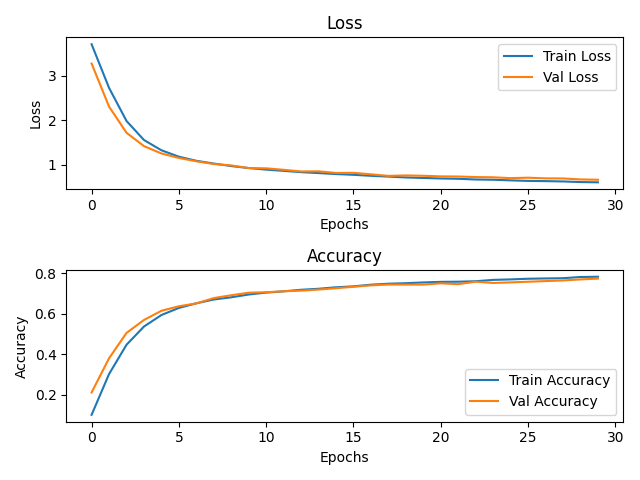 Loss
Loss
3
2
1
Train Loss
Val Loss
0 5 10 15 20 25 30
Epochs
Accuracy
Accuracy
0.8
0.6
0.4
0.2
Train Accuracy
Val Accuracy
0 5 10 15 20 25 30
Epochs